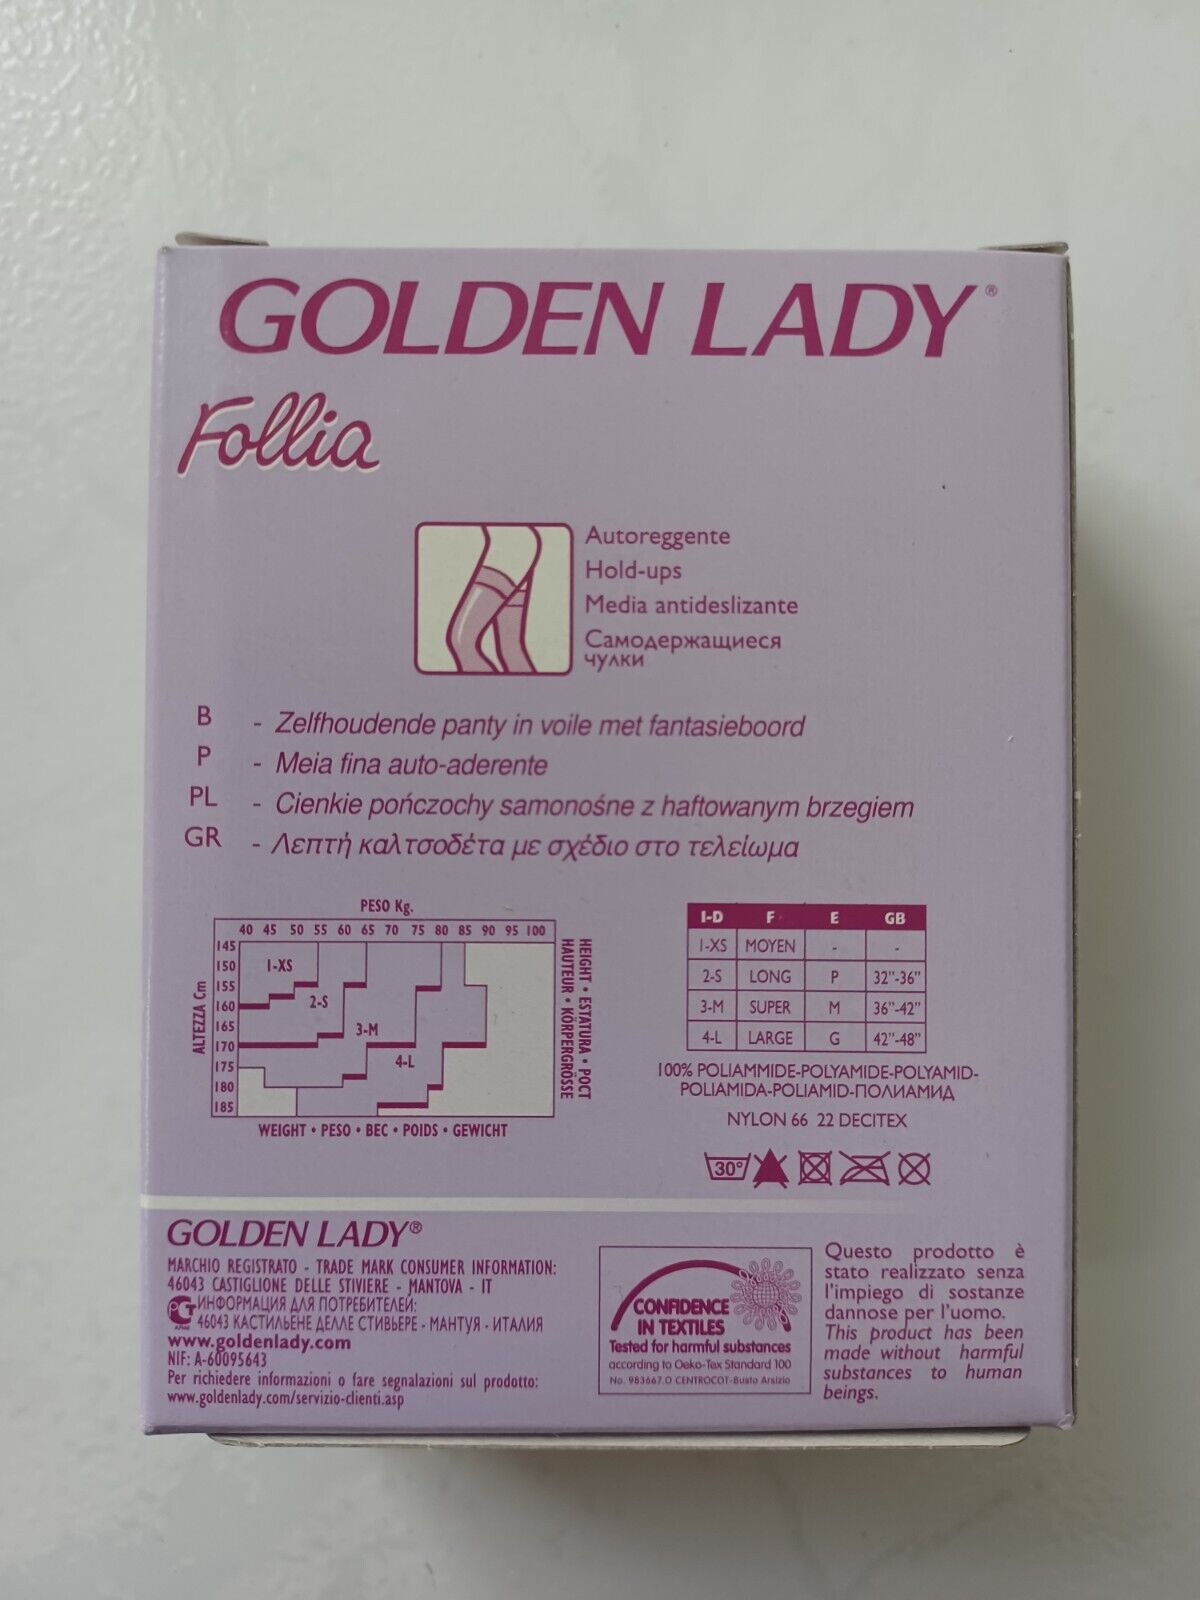 GOLDEN LADY®
Follia
Autoreggente
Hold-ups
Media antideslizante
Самодержащиеся
чулки
B - Zelfhoudende panty in voile met fantasieboord
P - Meia fina auto-aderente
PL - Cienkie pończochy samonośne z haftowanym brzegiem
GR - Λεπτή καλτσοδέτα με σχέδιο στο τελείωμα
PESO Kg.
40 45 50 55 60 65 70 75 80 85 90 95 100
ALTEZZA Cm
145
150
155
160
165
170
175
180
185
1-XS
2-S
3-M
4-L
HEIGHT • ESTATURA • РОСТ
HAUTEUR • KÖRPERGRÖSSE
WEIGHT • PESO • ВЕС • POIDS • GEWICHT
I-D F E GB
1-XS MOYEN - -
2-S LONG P 32"-36"
3-M SUPER M 36"-42"
4-L LARGE G 42"-48"
100% POLIAMMIDE-POLYAMIDE-POLYAMID-
POLIAMIDA-POLIAMID-ПОЛИАМИД
NYLON 66 22 DECITEX
30°
GOLDEN LADY®
MARCHIO REGISTRATO - TRADE MARK CONSUMER INFORMATION:
46043 CASTIGLIONE DELLE STIVIERE - MANTOVA - IT
ИНФОРМАЦИЯ ДЛЯ ПОТРЕБИТЕЛЕЙ:
46043 КАСТИЛЬЕНЕ ДЕЛЛЕ СТИВЬЕРЕ - МАНТУЯ - ИТАЛИЯ
www.goldenlady.com
NIF: A-60095643
Per richiedere informazioni o fare segnalazioni sul prodotto:
www.goldenlady.com/servizio-clienti.asp
CONFIDENCE
IN TEXTILES
Tested for harmful substances
according to Oeko-Tex Standard 100
No. 983667.O CENTROCOT-Busto Arsizio
Questo prodotto è
stato realizzato senza
l'impiego di sostanze
dannose per l'uomo.
This product has been
made without harmful
substances to human
beings.